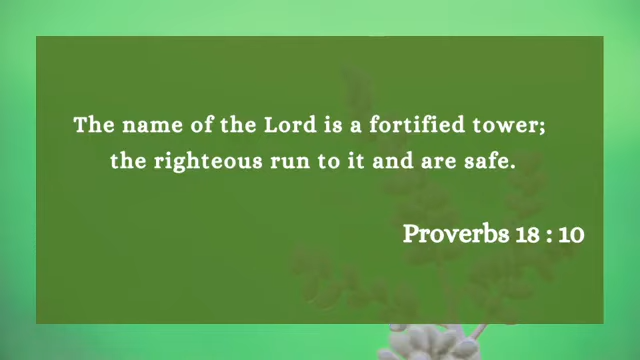 The name of the Lord is a fortified tower;
the righteous run to it and are safe.
Proverbs 18 : 10